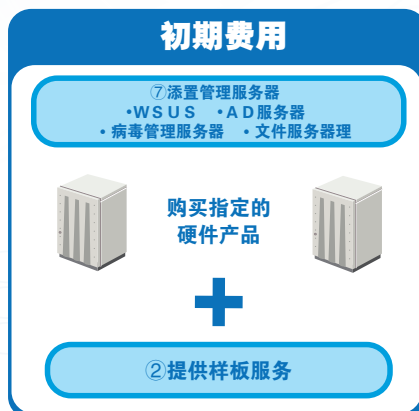 初期费用
⑦添置管理服务器
•WSUS •AD服务器
• 病毒管理服务器 • 文件服务器理
购买指定的
硬件产品
②提供样板服务